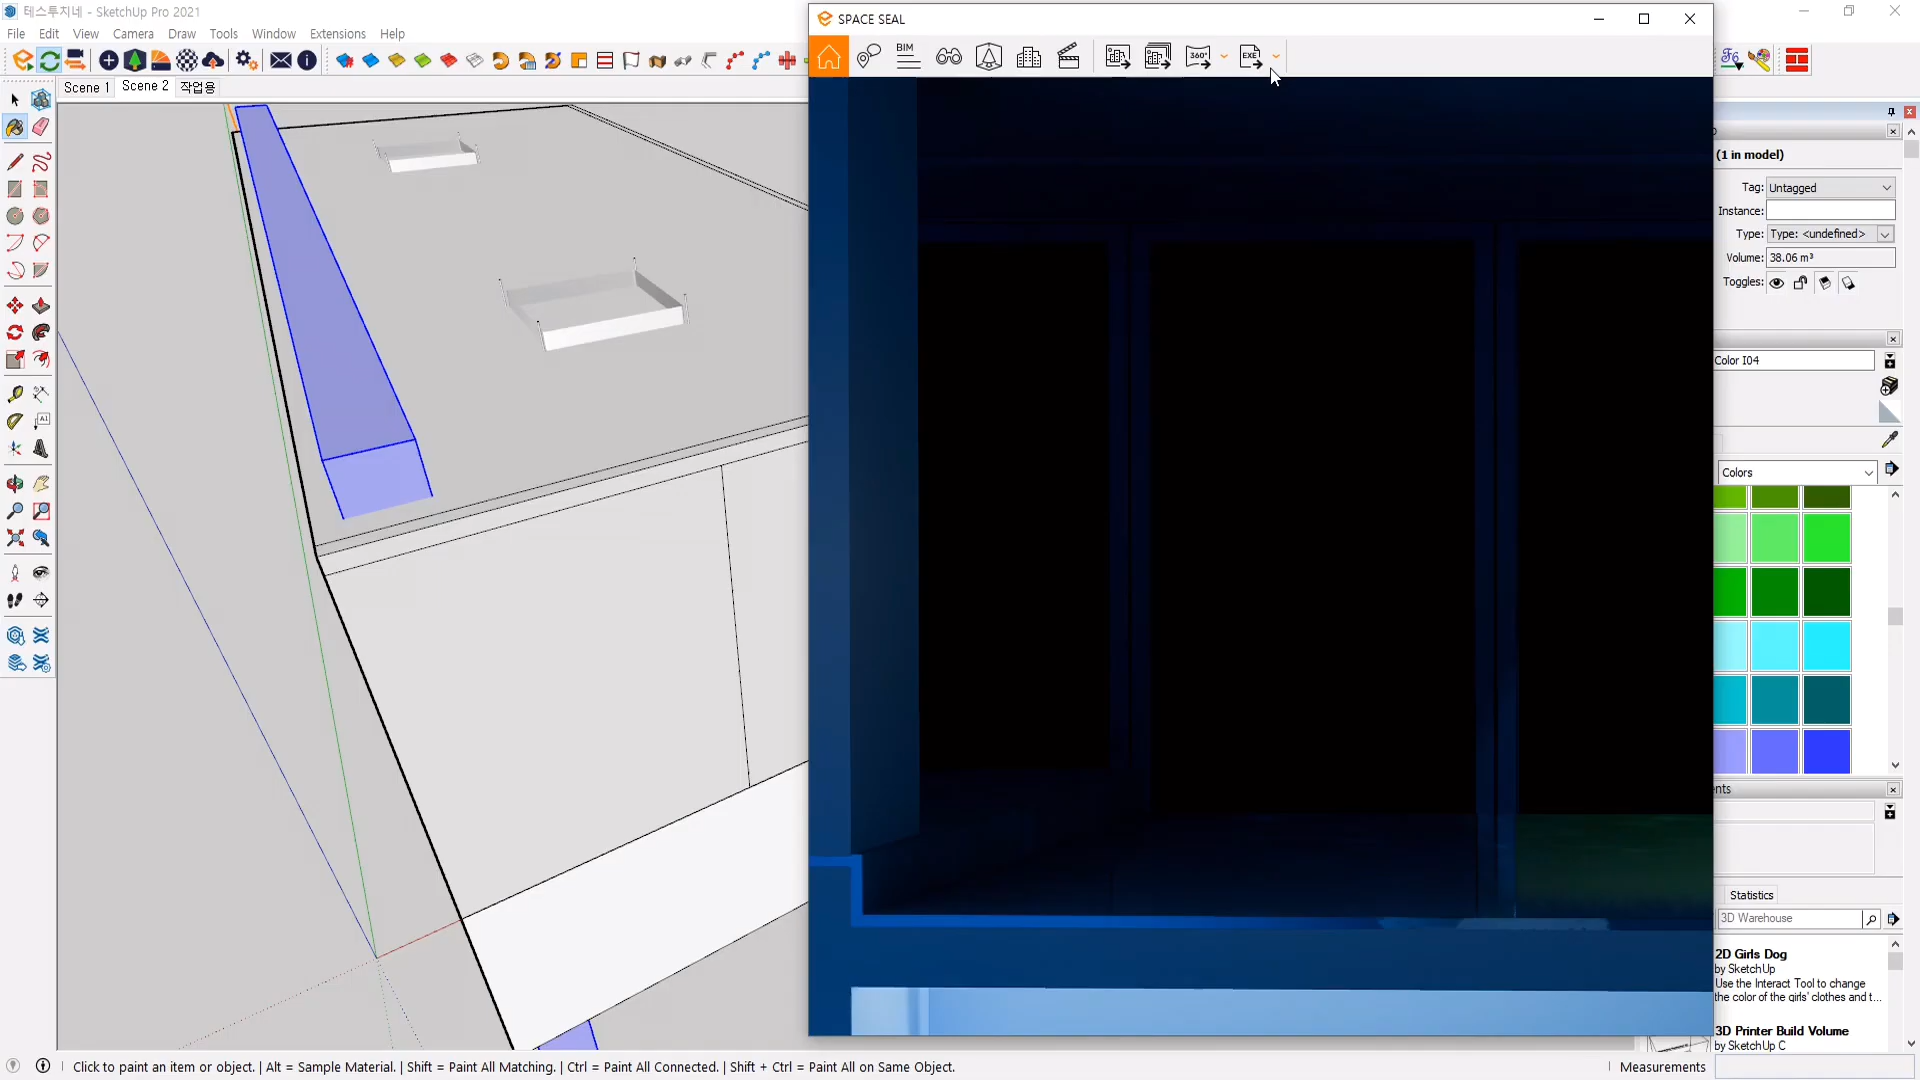 테스투치네 - SketchUp Pro 2021
File Edit View Camera Draw Tools Window Extensions Help
Scene 1 Scene 2 작업용
SPACE SEAL
BIM
360°
EXE
(1 in model)
Tag: Untagged
Instance:
Type: Type: <undefined>
Volume: 38.06 m³
Toggles:
Color I04
Colors
nts
Statistics
3D Warehouse
2D Girls Dog
by SketchUp
Use the Interact Tool to change
the color of the girls' clothes and t...
3D Printer Build Volume
by SketchUp C
Click to paint an item or object. | Alt = Sample Material. | Shift = Paint All Matching. | Ctrl = Paint All Connected. | Shift + Ctrl = Paint All on Same Object.
Measurements